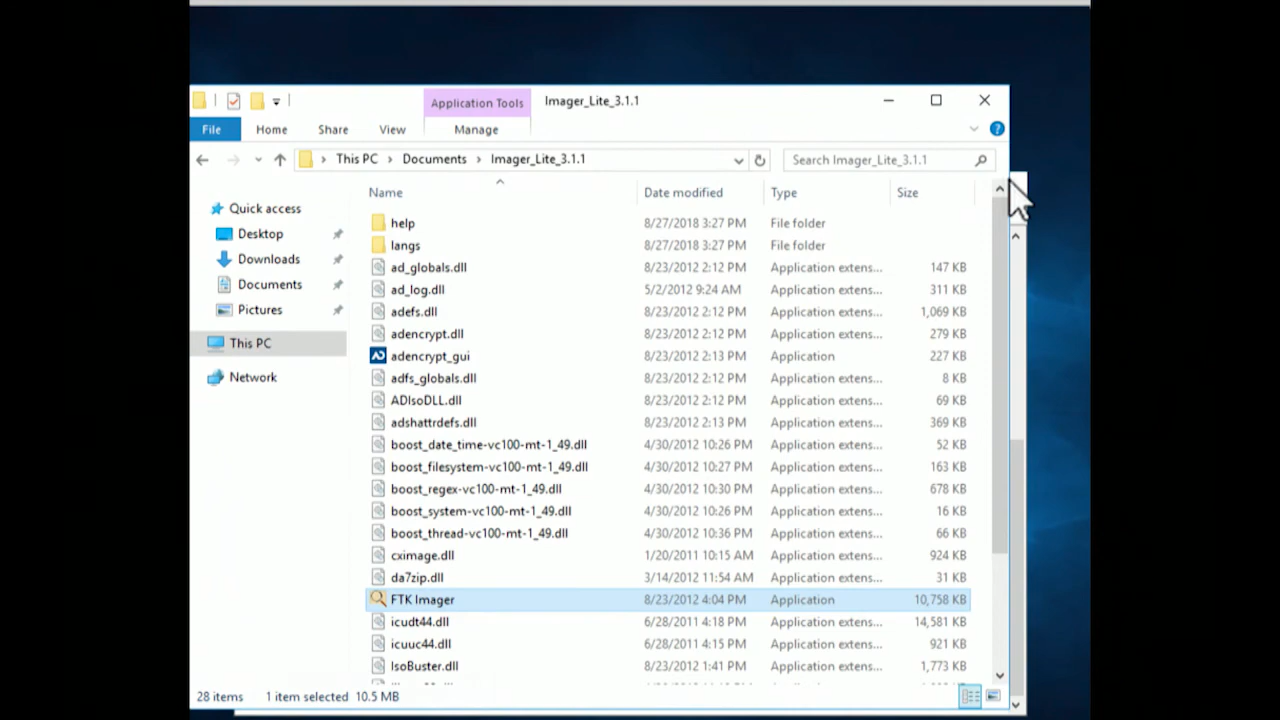 Application Tools Imager_Lite_3.1.1
File Home Share View Manage
This PC Documents Imager_Lite_3.1.1 Search Imager_Lite_3.1.1
Name Date modified Type Size
Quick access
Desktop
Downloads
Documents
Pictures
This PC
Network
help 8/27/2018 3:27 PM File folder
langs 8/27/2018 3:27 PM File folder
ad_globals.dll 8/23/2012 2:12 PM Application extens... 147 KB
ad_log.dll 5/2/2012 9:24 AM Application extens... 311 KB
adefs.dll 8/23/2012 2:12 PM Application extens... 1,069 KB
adencrypt.dll 8/23/2012 2:12 PM Application extens... 279 KB
adencrypt_gui 8/23/2012 2:13 PM Application 227 KB
adfs_globals.dll 8/23/2012 2:12 PM Application extens... 8 KB
ADIsoDLL.dll 8/23/2012 2:12 PM Application extens... 69 KB
adshattrdefs.dll 8/23/2012 2:13 PM Application extens... 369 KB
boost_date_time-vc100-mt-1_49.dll 4/30/2012 10:26 PM Application extens... 52 KB
boost_filesystem-vc100-mt-1_49.dll 4/30/2012 10:27 PM Application extens... 163 KB
boost_regex-vc100-mt-1_49.dll 4/30/2012 10:30 PM Application extens... 678 KB
boost_system-vc100-mt-1_49.dll 4/30/2012 10:26 PM Application extens... 16 KB
boost_thread-vc100-mt-1_49.dll 4/30/2012 10:36 PM Application extens... 66 KB
cximage.dll 1/20/2011 10:15 AM Application extens... 924 KB
da7zip.dll 3/14/2012 11:54 AM Application extens... 31 KB
FTK Imager 8/23/2012 4:04 PM Application 10,758 KB
icudt44.dll 6/28/2011 4:18 PM Application extens... 14,581 KB
icuuc44.dll 6/28/2011 4:15 PM Application extens... 921 KB
IsoBuster.dll 8/23/2012 1:41 PM Application extens... 1,773 KB
28 items 1 item selected 10.5 MB